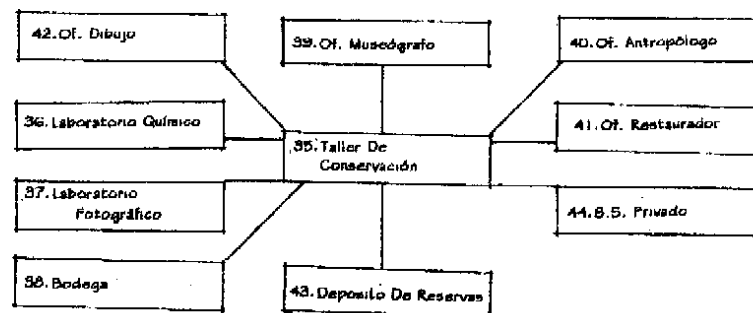 42.Of. Dibujo
39.Of. Museógrafo
40.Of. Antropólogo
36.Laboratorio Químico
35.Taller De
Conservación
41.Of. Restaurador
37.Laboratorio
Fotográfico
44.S.S. Privado
38.Bodega
43.Deposito De Reservas